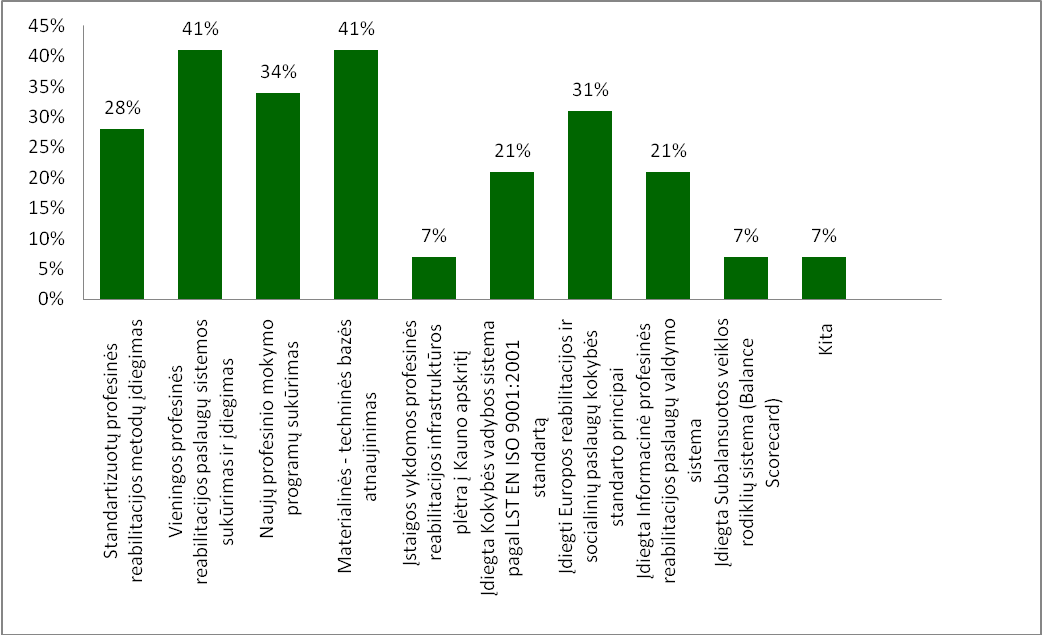 45%
40%
35%
30%
25%
20%
15%
10%
5%
0%
28%
41%
34%
41%
7%
21%
31%
21%
7%
7%
Standartizuotų profesinės
reabilitacijos metodų įdiegimas
Vieningos profesinės
reabilitacijos paslaugų sistemos
sukūrimas ir įdiegimas
Naujų profesinio mokymo
programų sukūrimas
Materialinės - techninės bazės
atnaujinimas
Įstaigos vykdomos profesinės
reabilitacijos infrastruktūros
plėtra į Kauno apskritį
Įdiegta Kokybės vadybos sistema
pagal LST EN ISO 9001:2001
standartą
Įdiegti Europos reabilitacijos ir
socialinių paslaugų kokybės
standarto principai
Įdiegta Informacinė profesinės
reabilitacijos paslaugų valdymo
sistema
Įdiegta Subalansuotos veiklos
rodiklių sistema (Balance
Scorecard)
Kita